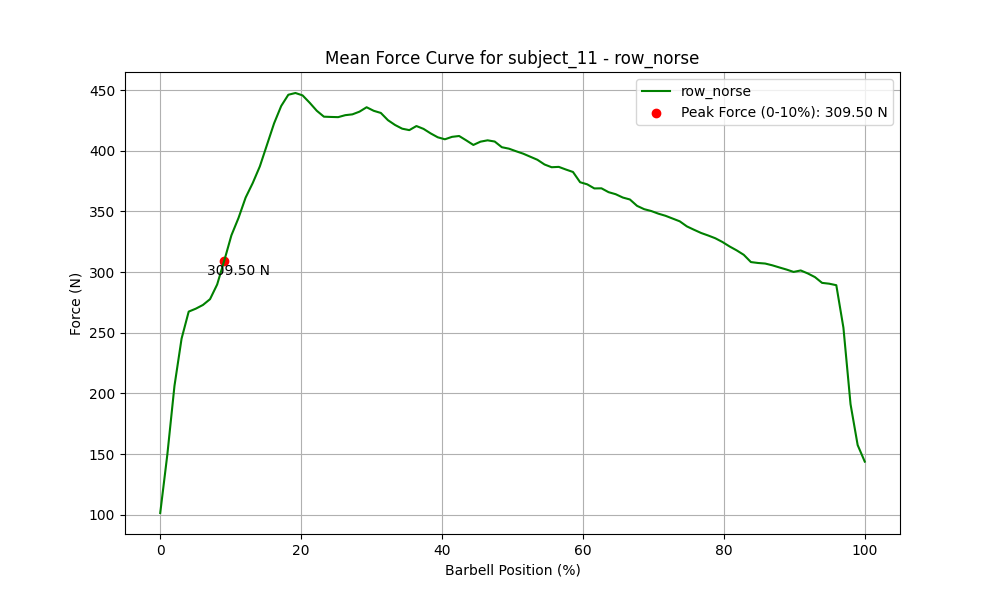 Mean Force Curve for subject_11 - row_norse
row_norse
Peak Force (0-10%): 309.50 N
450
400
350
300
250
200
150
100
Force (N)
309.50 N
0
20
40
60
80
100
Barbell Position (%)